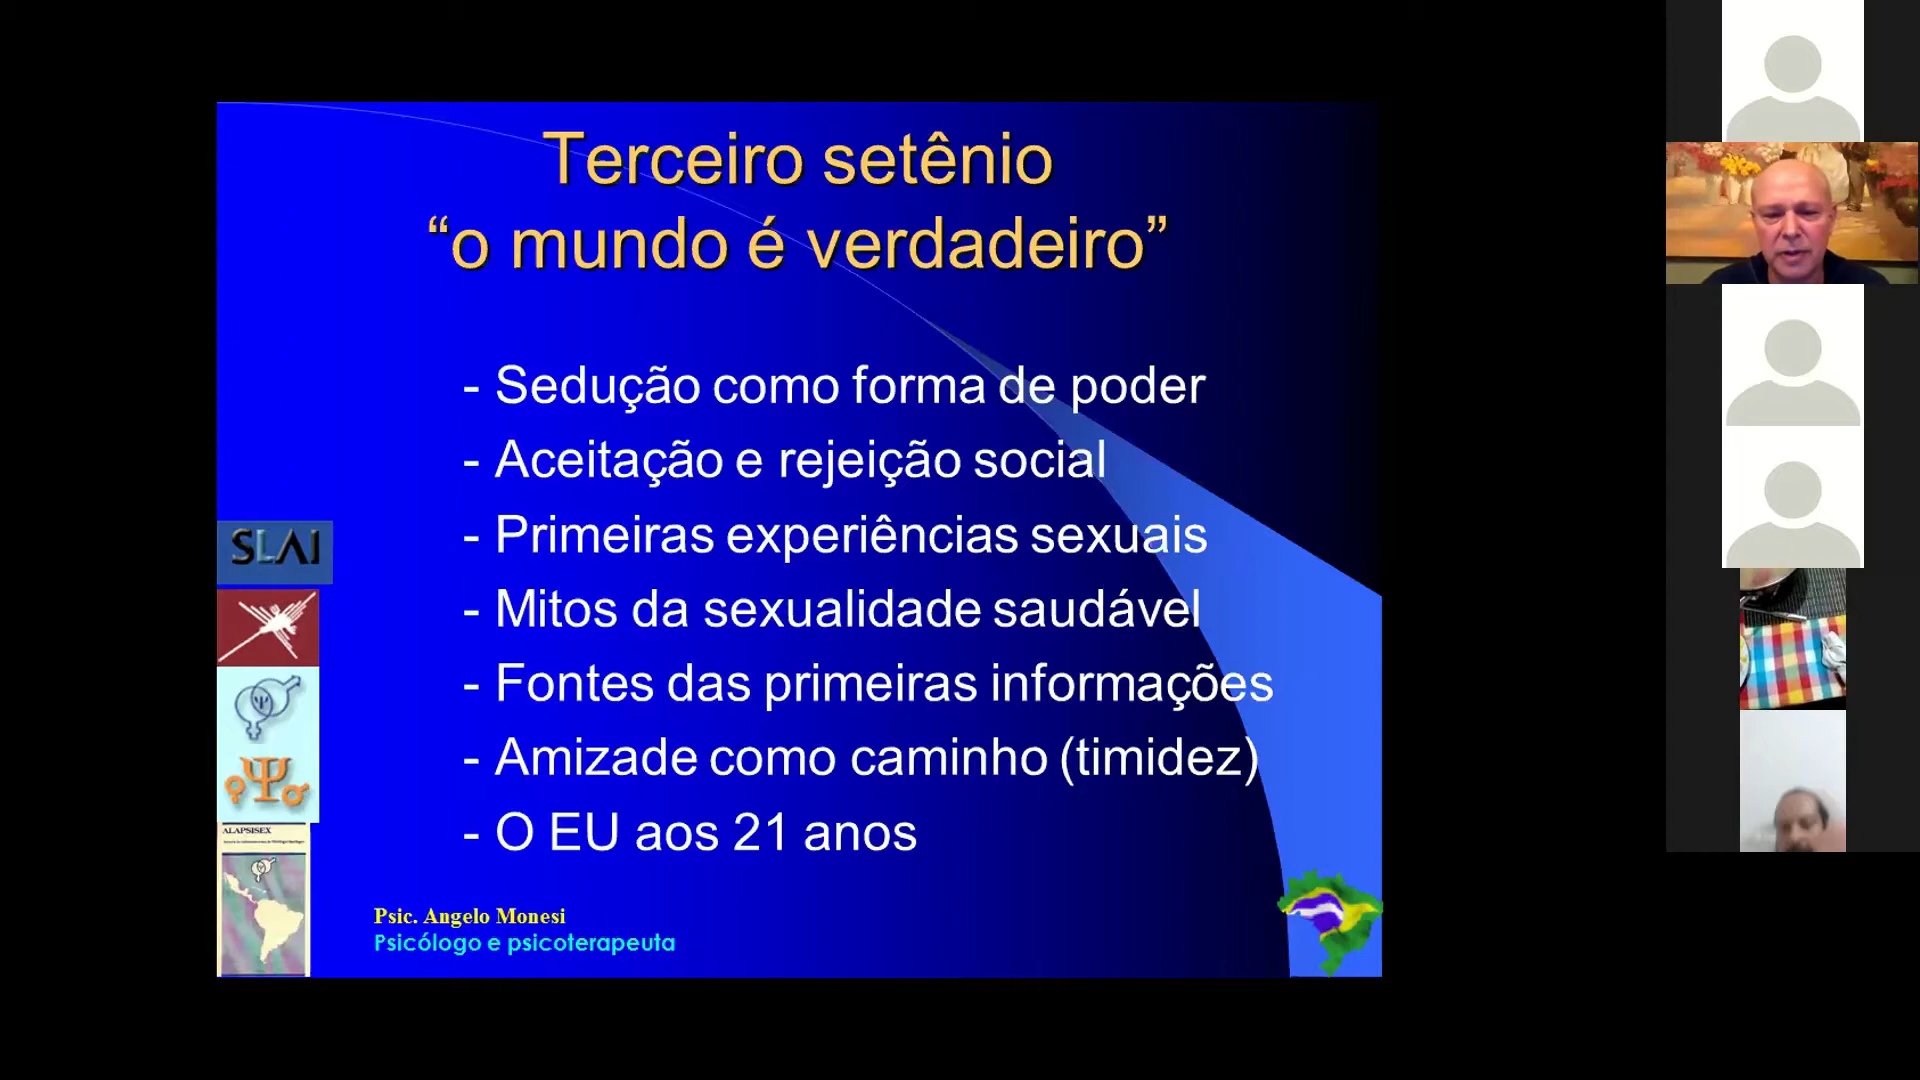 Terceiro setênio
“o mundo é verdadeiro”
- Sedução como forma de poder
- Aceitação e rejeição social
- Primeiras experiências sexuais
- Mitos da sexualidade saudável
- Fontes das primeiras informações
- Amizade como caminho (timidez)
- O EU aos 21 anos
SLAI
ALAPSISEX
Psic. Angelo Monesi
Psicólogo e psicoterapeuta